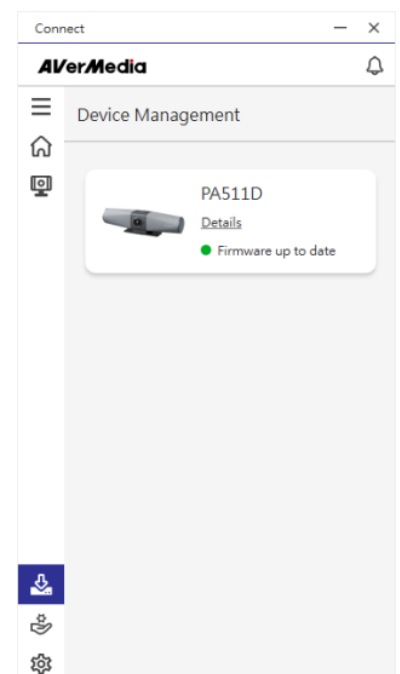 Connect
AVerMedia
Device Management
PA511D
Details
Firmware up to date